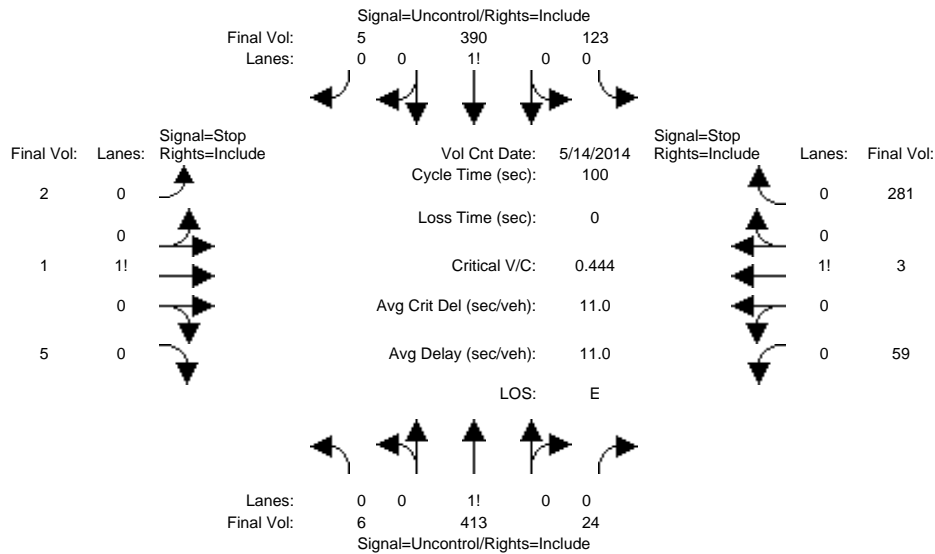 Signal=Uncontrol/Rights=Include
Final Vol: 5 390 123
Lanes: 0 0 1! 0 0
Signal=Stop
Final Vol: Lanes: Rights=Include
Vol Cnt Date: 5/14/2014
Signal=Stop
Rights=Include Lanes: Final Vol:
Cycle Time (sec): 100
2 0
0 281
Loss Time (sec): 0
0
0
1 1!
Critical V/C: 0.444
1! 3
0
Avg Crit Del (sec/veh): 11.0
0
5 0
Avg Delay (sec/veh): 11.0
0 59
LOS: E
Lanes: 0 0 1! 0 0
Final Vol: 6 413 24
Signal=Uncontrol/Rights=Include